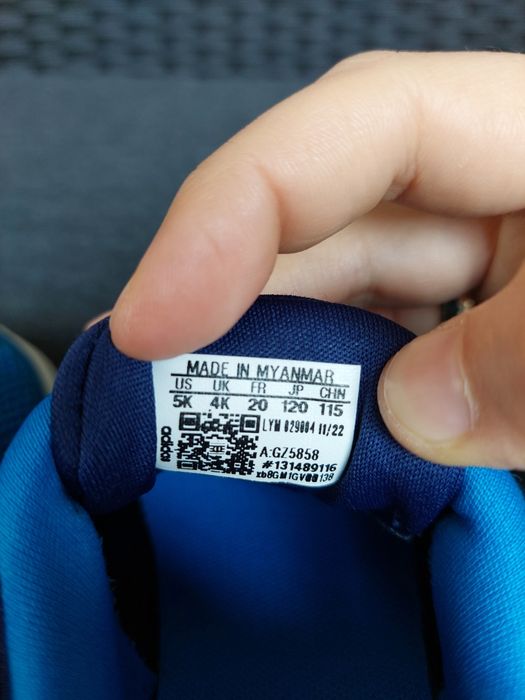 MADE IN MYANMAR
US UK FR JP CHN
5K 4K 20 120 115
LYM 029004 11/22
adidas
A:GZ5858
#131489116